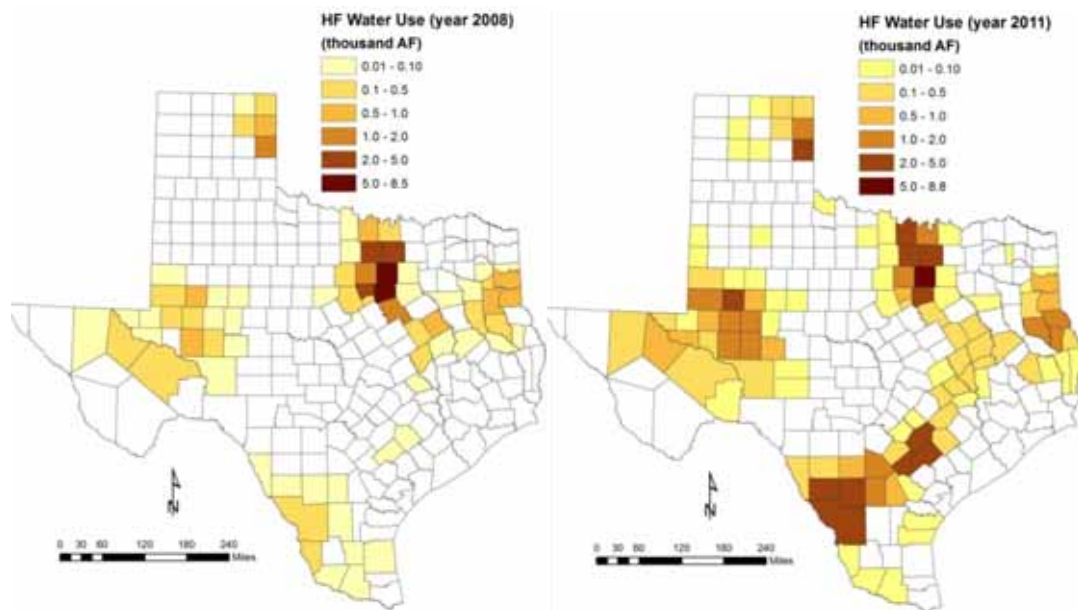 HF Water Use (year 2008)
(thousand AF)
0.01 - 0.10
0.1 - 0.5
0.5 - 1.0
1.0 - 2.0
2.0 - 5.0
5.0 - 8.5
N
0 30 60 120 180 240
Miles
HF Water Use (year 2011)
(thousand AF)
0.01 - 0.10
0.1 - 0.5
0.5 - 1.0
1.0 - 2.0
2.0 - 5.0
5.0 - 8.8
N
0 30 60 120 180 240
Miles